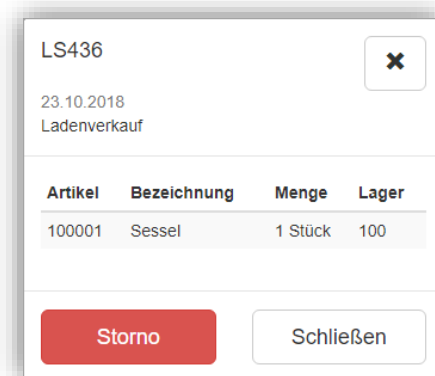 LS436
23.10.2018
Ladenverkauf
Artikel Bezeichnung Menge Lager
100001 Sessel 1 Stück 100
Storno Schließen